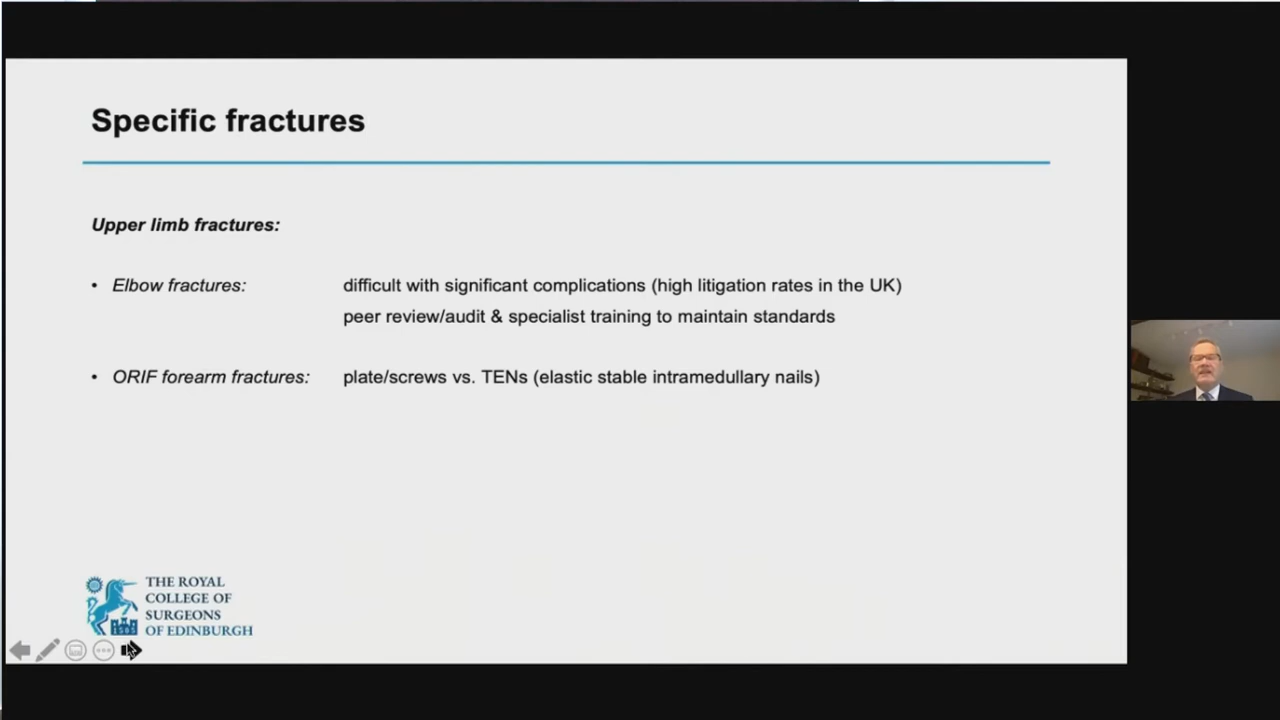 Specific fractures
Upper limb fractures:
• Elbow fractures: difficult with significant complications (high litigation rates in the UK)
peer review/audit & specialist training to maintain standards
• ORIF forearm fractures: plate/screws vs. TENs (elastic stable intramedullary nails)
THE ROYAL
COLLEGE OF
SURGEONS
OF EDINBURGH